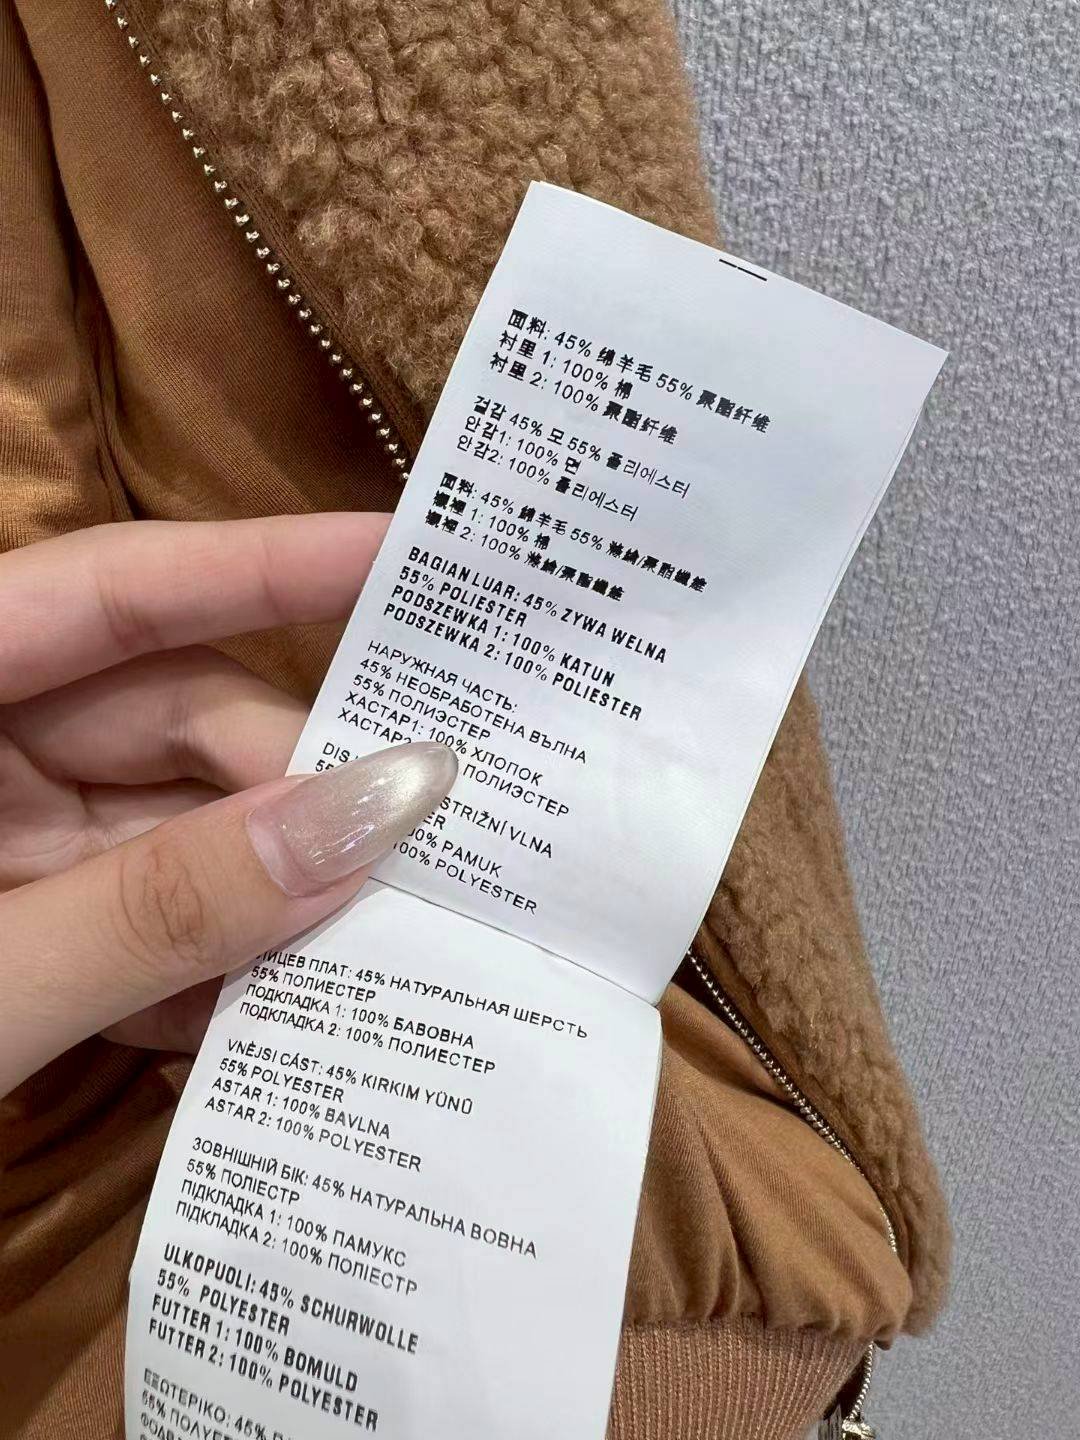 面料: 45% 绵羊毛 55% 聚酯纤维
衬里 1: 100% 棉
衬里 2: 100% 聚酯纤维
겉감 45% 모 55% 폴리에스터
안감1: 100% 면
안감2: 100% 폴리에스터
面料: 45% 綿羊毛 55% 滌綸/聚酯纖維
襯裡 1: 100% 棉
襯裡 2: 100% 滌綸/聚酯纖維
BAGIAN LUAR: 45% ZYWA WELNA
55% POLIESTER
PODSZEWKA 1: 100% KATUN
PODSZEWKA 2: 100% POLIESTER
НАРУЖНАЯ ЧАСТЬ:
45% НЕОБРАБОТЕНА ВЪЛНА
55% ПОЛИЭСТЕР
ХАСТАР1: 100% ХЛОПОК
ХАСТАР ПОЛИЭСТЕР
DIS STRIŽNÍ VLNA
PAMUK
100% POLYESTER
ПЛАТ: 45% НАТУРАЛЬНАЯ ШЕРСТЬ
55% ПОЛИЕСТЕР
ПОДКЛАДКА 1: 100% БАВОВНА
ПОДКЛАДКА 2: 100% ПОЛИЕСТЕР
VNĚJSI CÁST: 45% KIRKIM YÜNÜ
55% POLYESTER
ASTAR 1: 100% BAVLNA
ASTAR 2: 100% POLYESTER
ЗОВНІШНІЙ БІК: 45% НАТУРАЛЬНА ВОВНА
55% ПОЛІЕСТР
ПІДКЛАДКА 1: 100% ПАМУКС
ПІДКЛАДКА 2: 100% ПОЛІЕСТР
ULKOPUOLI: 45% SCHURWOLLE
55% POLYESTER
FUTTER 1: 100% BOMULD
FUTTER 2: 100% POLYESTER
ΕΞΩΤΕΡΙΚΟ: 45%